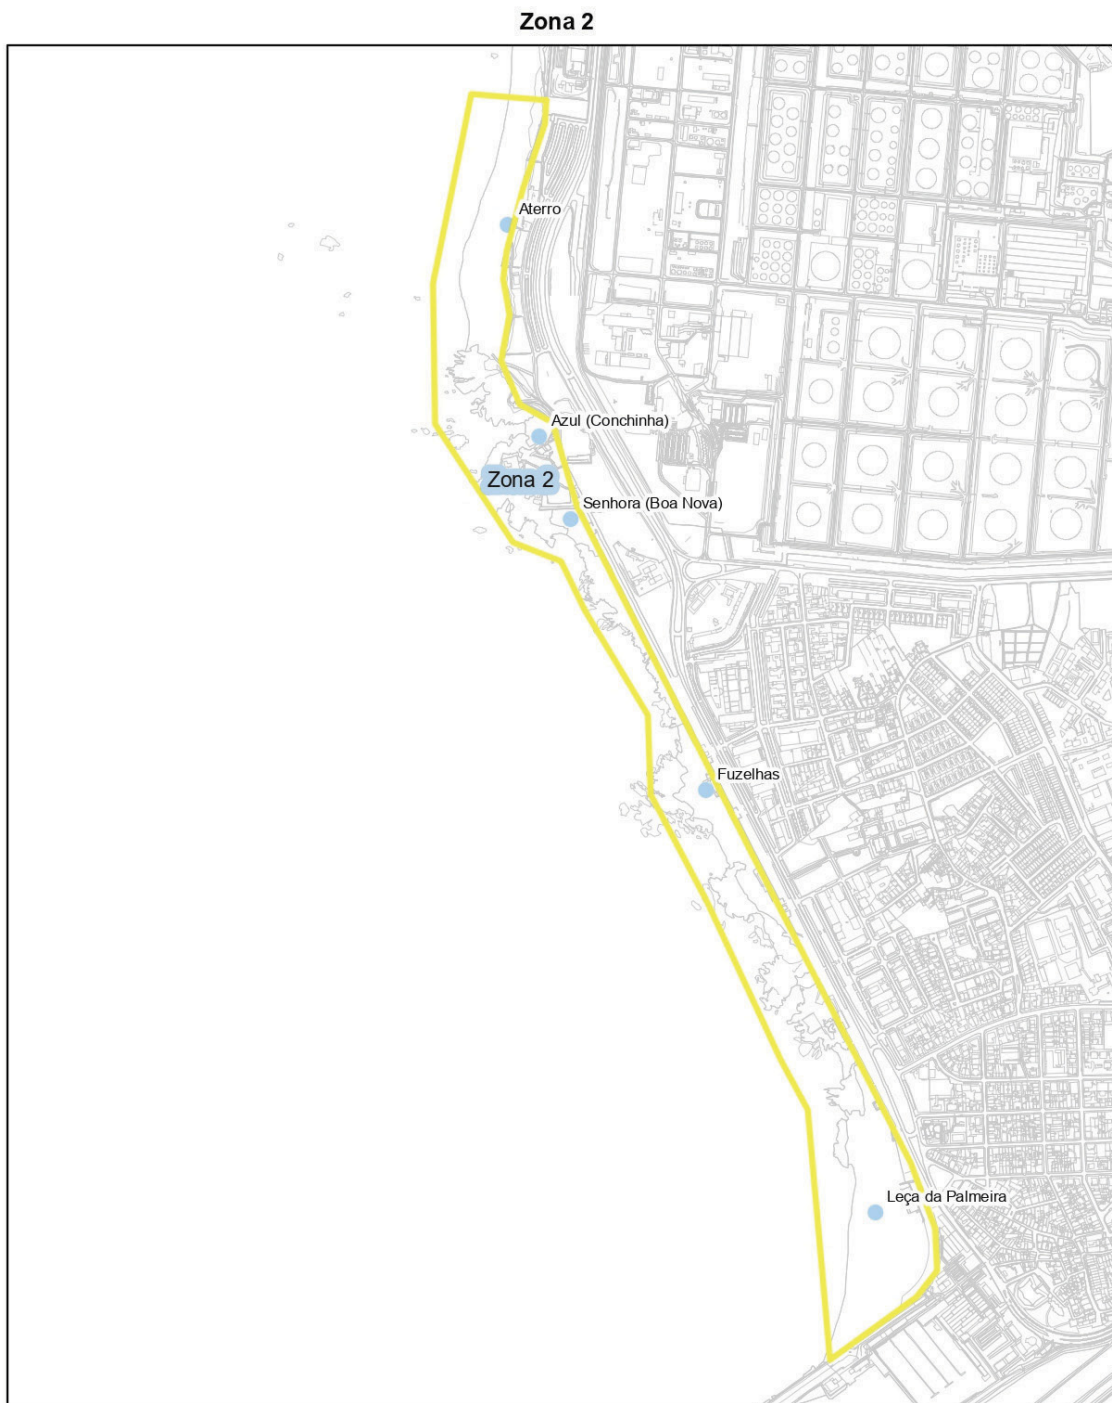 Zona 2
Aterro
Azul (Conchinha)
Zona 2
Senhora (Boa Nova)
Fuzelhas
Leça da Palmeira